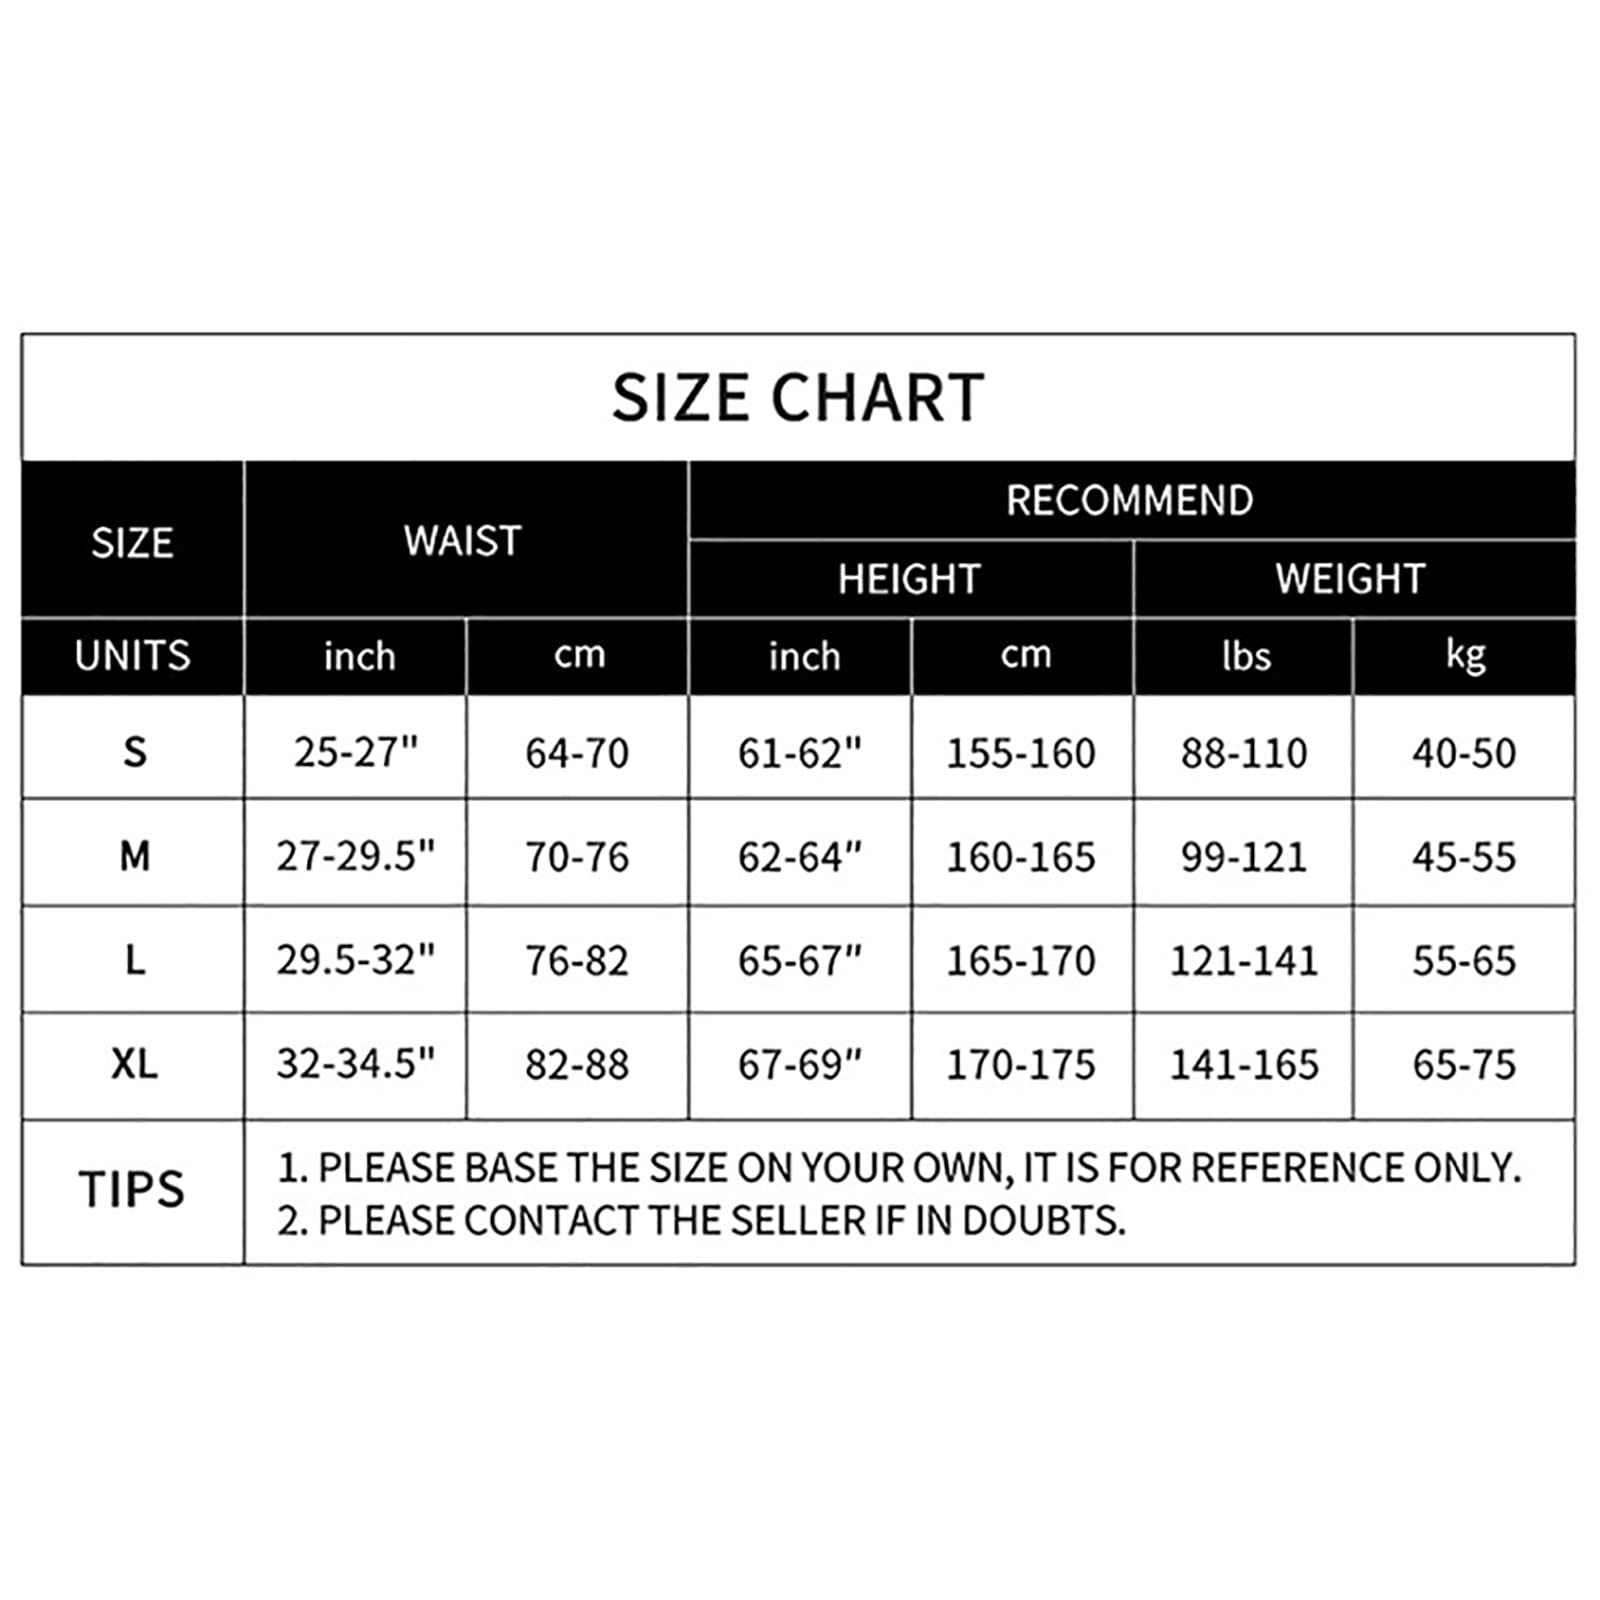 SIZE CHART
SIZE WAIST RECOMMEND
HEIGHT WEIGHT
UNITS inch cm inch cm lbs kg
S 25-27" 64-70 61-62" 155-160 88-110 40-50
M 27-29.5" 70-76 62-64" 160-165 99-121 45-55
L 29.5-32" 76-82 65-67" 165-170 121-141 55-65
XL 32-34.5" 82-88 67-69" 170-175 141-165 65-75
TIPS
1. PLEASE BASE THE SIZE ON YOUR OWN, IT IS FOR REFERENCE ONLY.
2. PLEASE CONTACT THE SELLER IF IN DOUBTS.